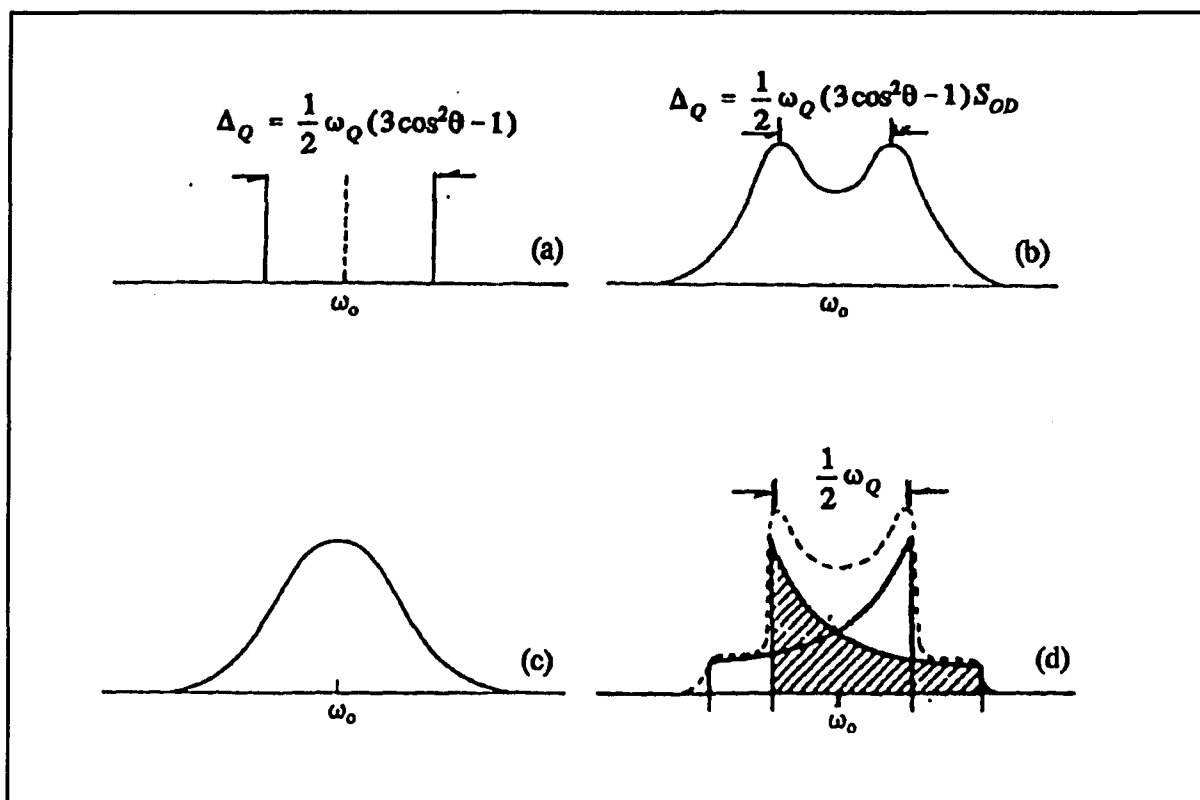 Δ_Q = 1/2 ω_Q (3cos²θ − 1)
(a)
ω_o
Δ_Q = 1/2 ω_Q (3cos²θ − 1) S_OD
(b)
ω_o
(c)
ω_o
1/2 ω_Q
(d)
ω_o